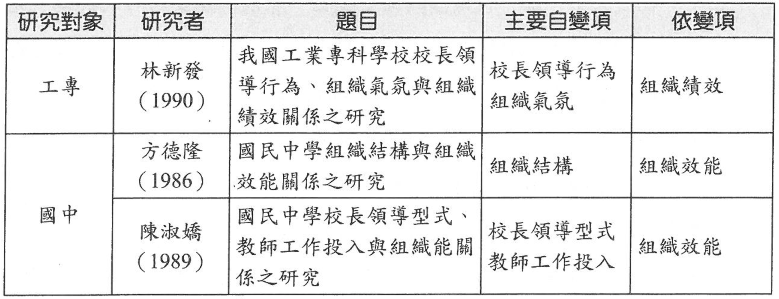 研究對象 研究者 題目 主要自變項 依變項
工專
林新發
(1990)
我國工業專科學校校長領
導行為、組織氣氛與組織
績效關係之研究
校長領導行為
組織氣氛
組織績效
國中
方德隆
(1986)
國民中學組織結構與組織
效能關係之研究
組織結構
組織效能
陳淑嬌
(1989)
國民中學校長領導型式、
教師工作投入與組織能關
係之研究
校長領導型式
教師工作投入
組織效能